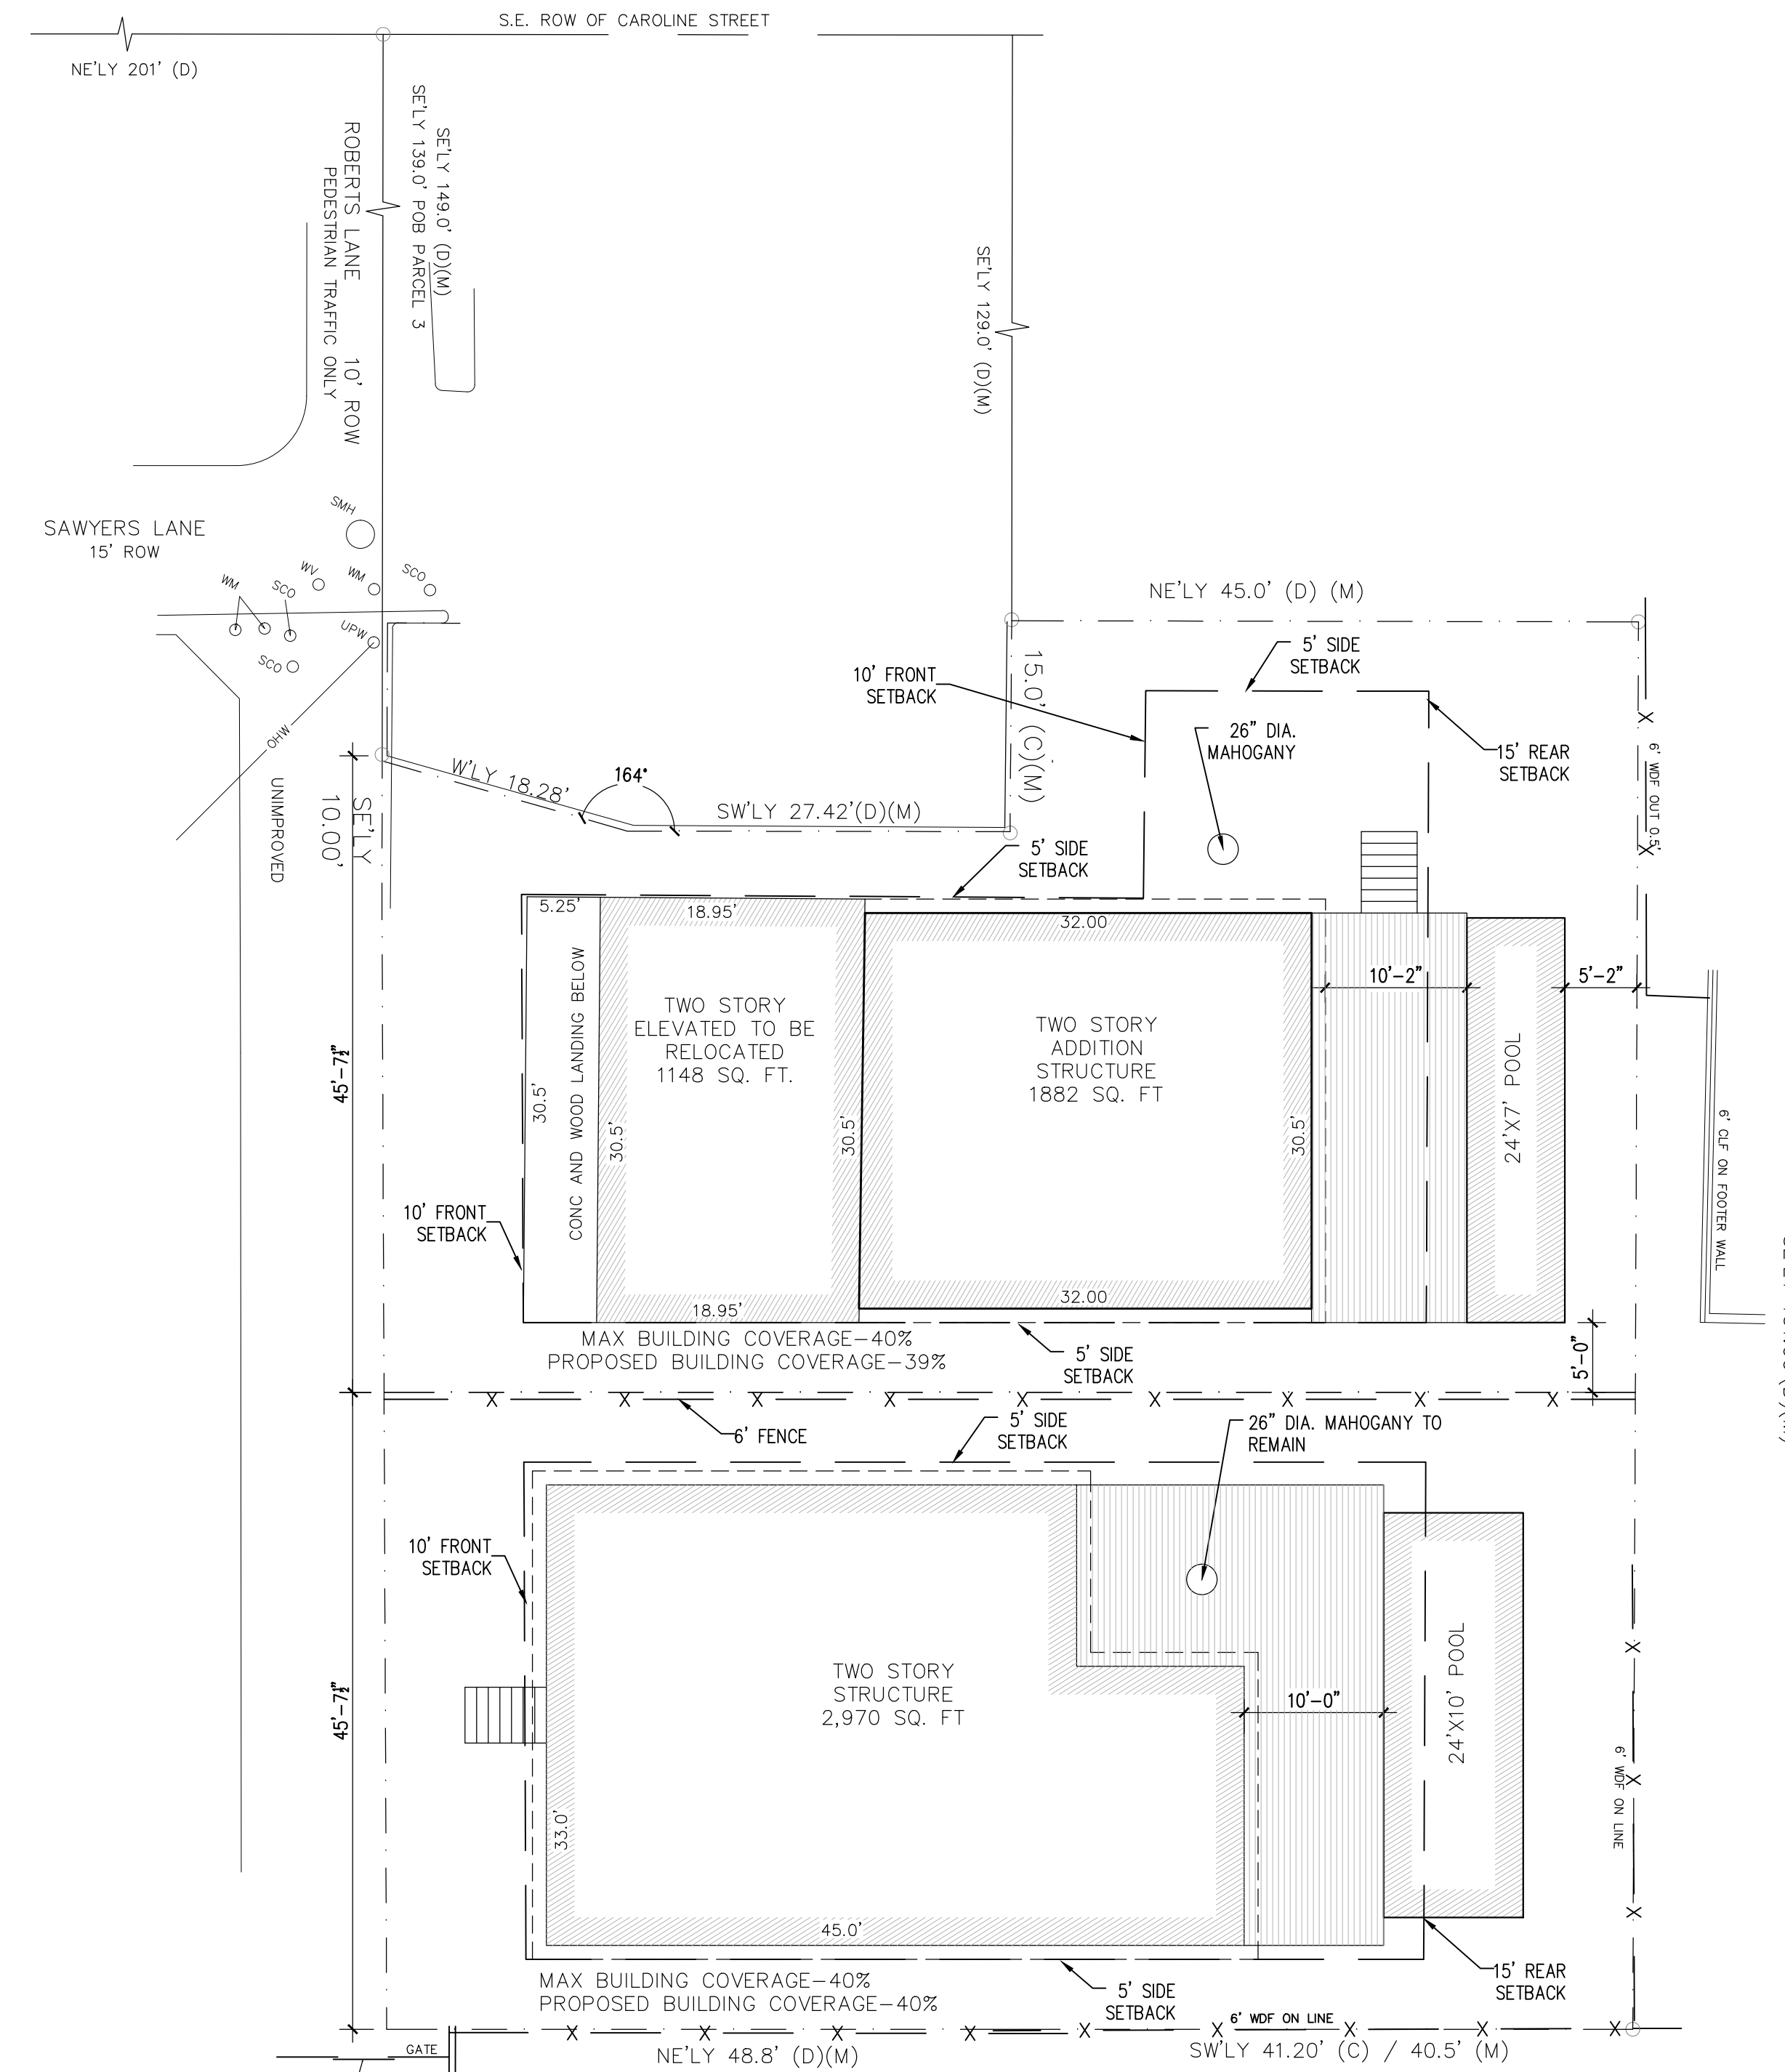 S.E. ROW OF CAROLINE STREET
NE'LY 201' (D)
SE'LY 149.0' (D)(M)
SE'LY 139.0' POB PARCEL 3
ROBERTS LANE 10' ROW
PEDESTRIAN TRAFFIC ONLY
SE'LY 129.0' (D)(M)
SMH
SAWYERS LANE
15' ROW
WM
SCO
WV
WM
SCO
UPW
SCO
OHW
UNIMPROVED
SE'LY
10.00'
W'LY 18.28'
164°
SW'LY 27.42'(D)(M)
15.0' (C)(M)
NE'LY 45.0' (D) (M)
5' SIDE
SETBACK
10' FRONT
SETBACK
26" DIA.
MAHOGANY
15' REAR
SETBACK
6' WDF OUT 0.5'
5' SIDE
SETBACK
5.25'
18.95'
32.00
10'-2"
5'-2"
CONC AND WOOD LANDING BELOW
TWO STORY
ELEVATED TO BE
RELOCATED
1148 SQ. FT.
TWO STORY
ADDITION
STRUCTURE
1882 SQ. FT
24'X7' POOL
45'-7½"
30.5'
30.5'
30.5'
30.5'
6' CLF ON FOOTER WALL
10' FRONT
SETBACK
18.95'
32.00
MAX BUILDING COVERAGE-40%
PROPOSED BUILDING COVERAGE-39%
5' SIDE
SETBACK
5'-0"
6' FENCE
5' SIDE
SETBACK
26" DIA. MAHOGANY TO
REMAIN
10' FRONT
SETBACK
TWO STORY
STRUCTURE
2,970 SQ. FT
10'-0"
24'X10' POOL
45'-7½"
33.0'
6' WDF ON LINE
45.0'
MAX BUILDING COVERAGE-40%
PROPOSED BUILDING COVERAGE-40%
5' SIDE
SETBACK
15' REAR
SETBACK
6' WDF ON LINE
GATE
NE'LY 48.8' (D)(M)
SW'LY 41.20' (C) / 40.5' (M)